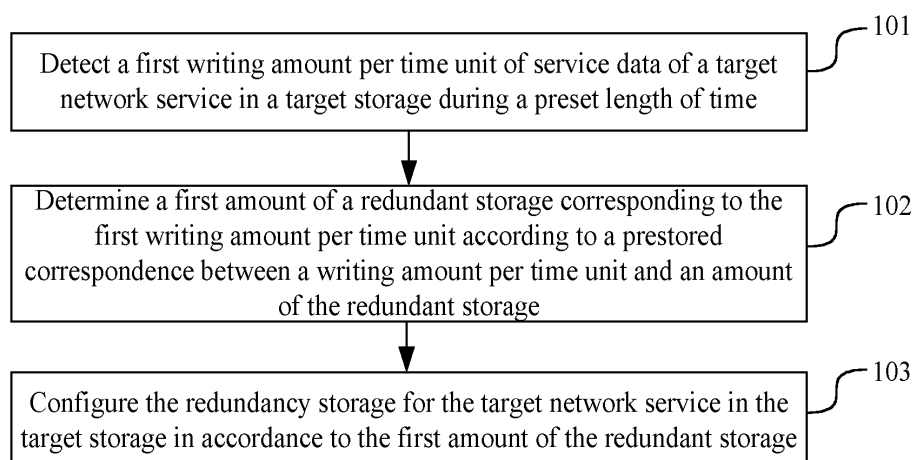 101
Detect a first writing amount per time unit of service data of a target
network service in a target storage during a preset length of time
Determine a first amount of a redundant storage corresponding to the
102
first writing amount per time unit according to a prestored
correspondence between a writing amount per time unit and an amount
of the redundant storage
103
Configure the redundancy storage for the target network service in the
target storage in accordance to the first amount of the redundant storage